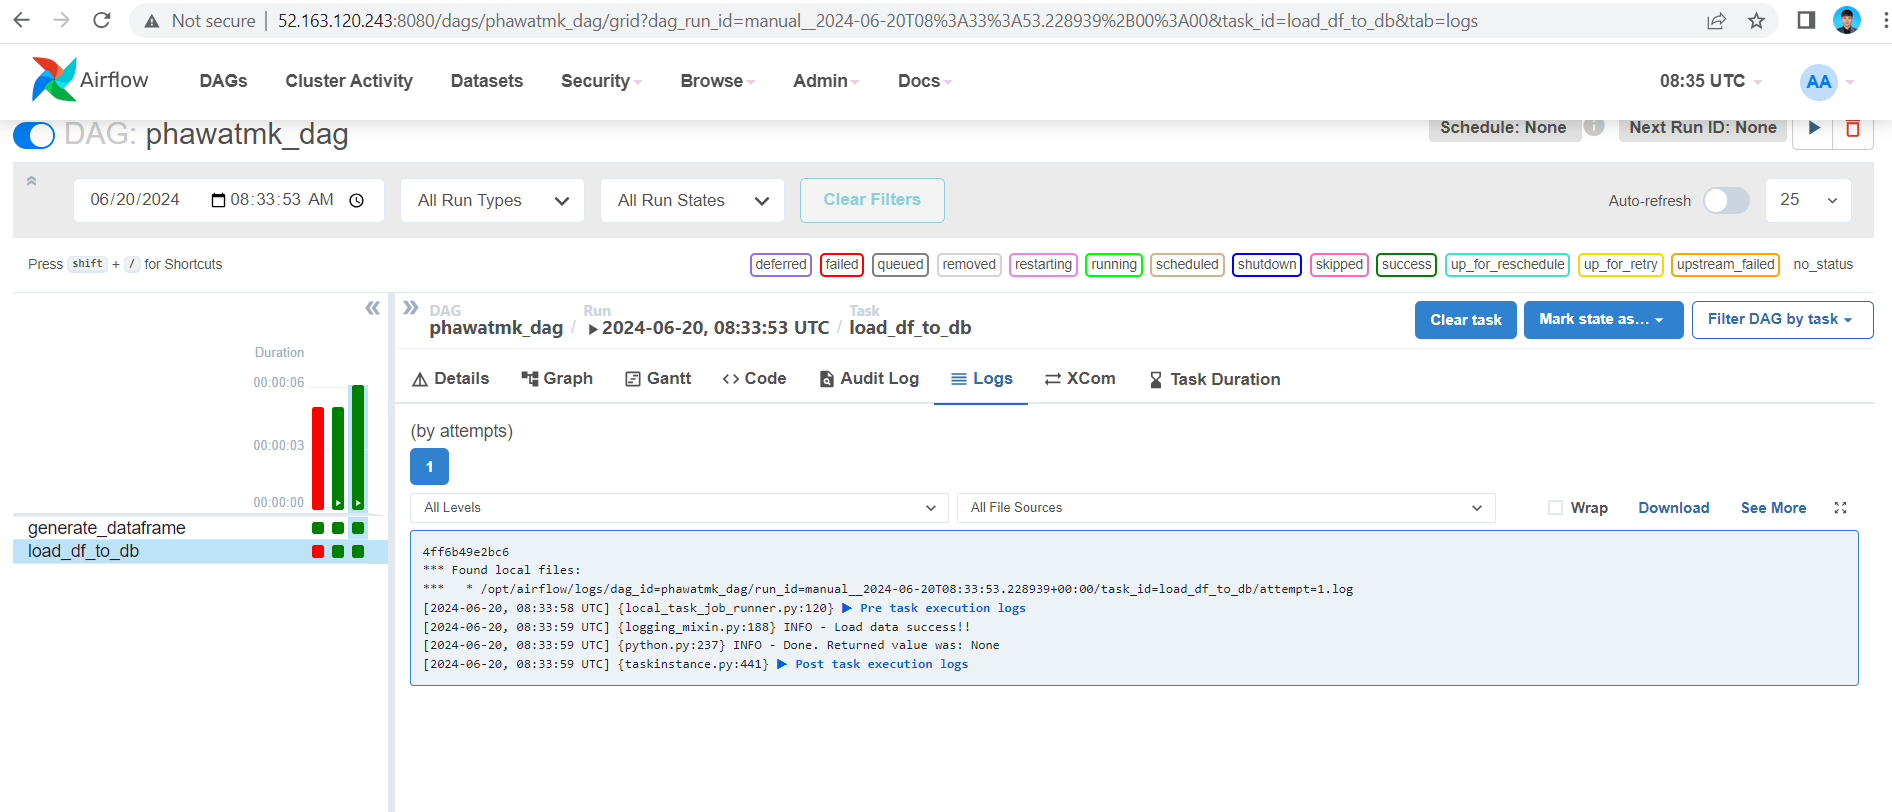 Not secure | 52.163.120.243:8080/dags/phawatmk_dag/grid?dag_run_id=manual__2024-06-20T08%3A33%3A53.228939%2B00%3A00&task_id=load_df_to_db&tab=logs
Airflow DAGs Cluster Activity Datasets Security Browse Admin Docs 08:35 UTC AA
DAG: phawatmk_dag Schedule: None i Next Run ID: None
06/20/2024 08:33:53 AM All Run Types All Run States Clear Filters Auto-refresh 25
Press shift + / for Shortcuts deferred failed queued removed restarting running scheduled shutdown skipped success up_for_reschedule up_for_retry upstream_failed no_status
DAG Run Task
phawatmk_dag / 2024-06-20, 08:33:53 UTC / load_df_to_db Clear task Mark state as... Filter DAG by task
Duration
00:00:06
00:00:03
00:00:00
generate_dataframe
load_df_to_db
Details Graph Gantt Code Audit Log Logs XCom Task Duration
(by attempts)
1
All Levels All File Sources Wrap Download See More
4ff6b49e2bc6
*** Found local files:
***   * /opt/airflow/logs/dag_id=phawatmk_dag/run_id=manual__2024-06-20T08:33:53.228939+00:00/task_id=load_df_to_db/attempt=1.log
[2024-06-20, 08:33:58 UTC] {local_task_job_runner.py:120} ▶ Pre task execution logs
[2024-06-20, 08:33:59 UTC] {logging_mixin.py:188} INFO - Load data success!!
[2024-06-20, 08:33:59 UTC] {python.py:237} INFO - Done. Returned value was: None
[2024-06-20, 08:33:59 UTC] {taskinstance.py:441} ▶ Post task execution logs